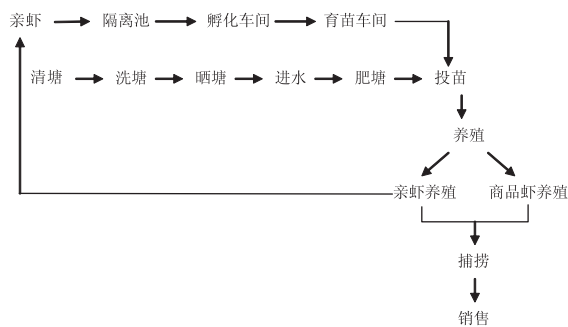 亲虾 隔离池 孵化车间 育苗车间
清塘 洗塘 晒塘 进水 肥塘 投苗
养殖
亲虾养殖 商品虾养殖
捕捞
销售